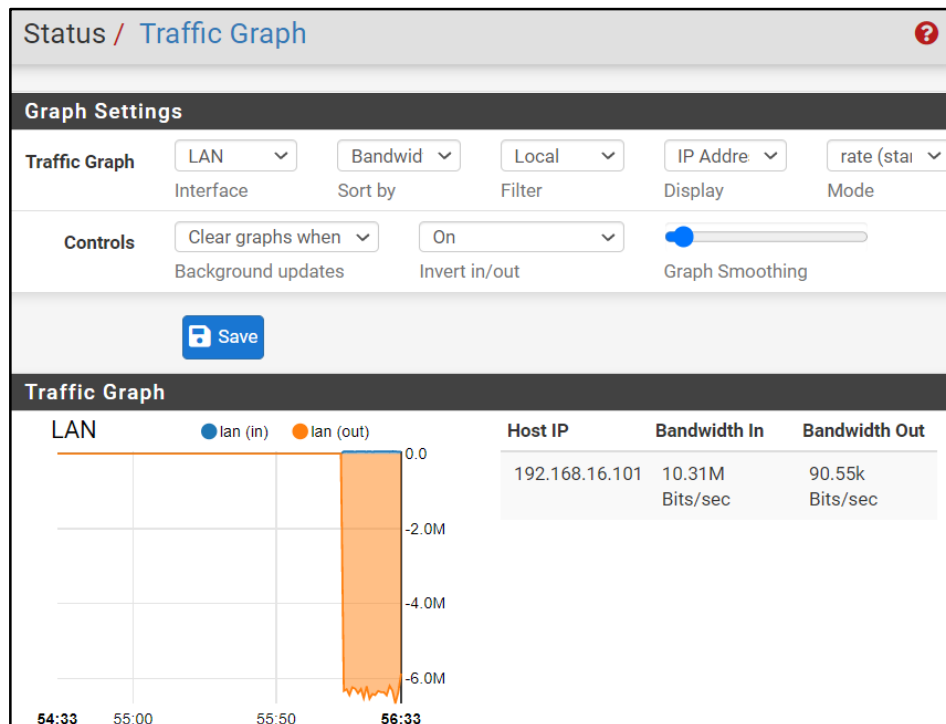 Status / Traffic Graph
?
Graph Settings
Traffic Graph LAN Bandwid Local IP Addre rate (star
Interface Sort by Filter Display Mode
Controls Clear graphs when On
Background updates Invert in/out Graph Smoothing
Save
Traffic Graph
LAN lan (in) lan (out)
0.0
-2.0M
-4.0M
-6.0M
54:33 55:00 55:50 56:33
Host IP Bandwidth In Bandwidth Out
192.168.16.101 10.31M 90.55k
Bits/sec Bits/sec